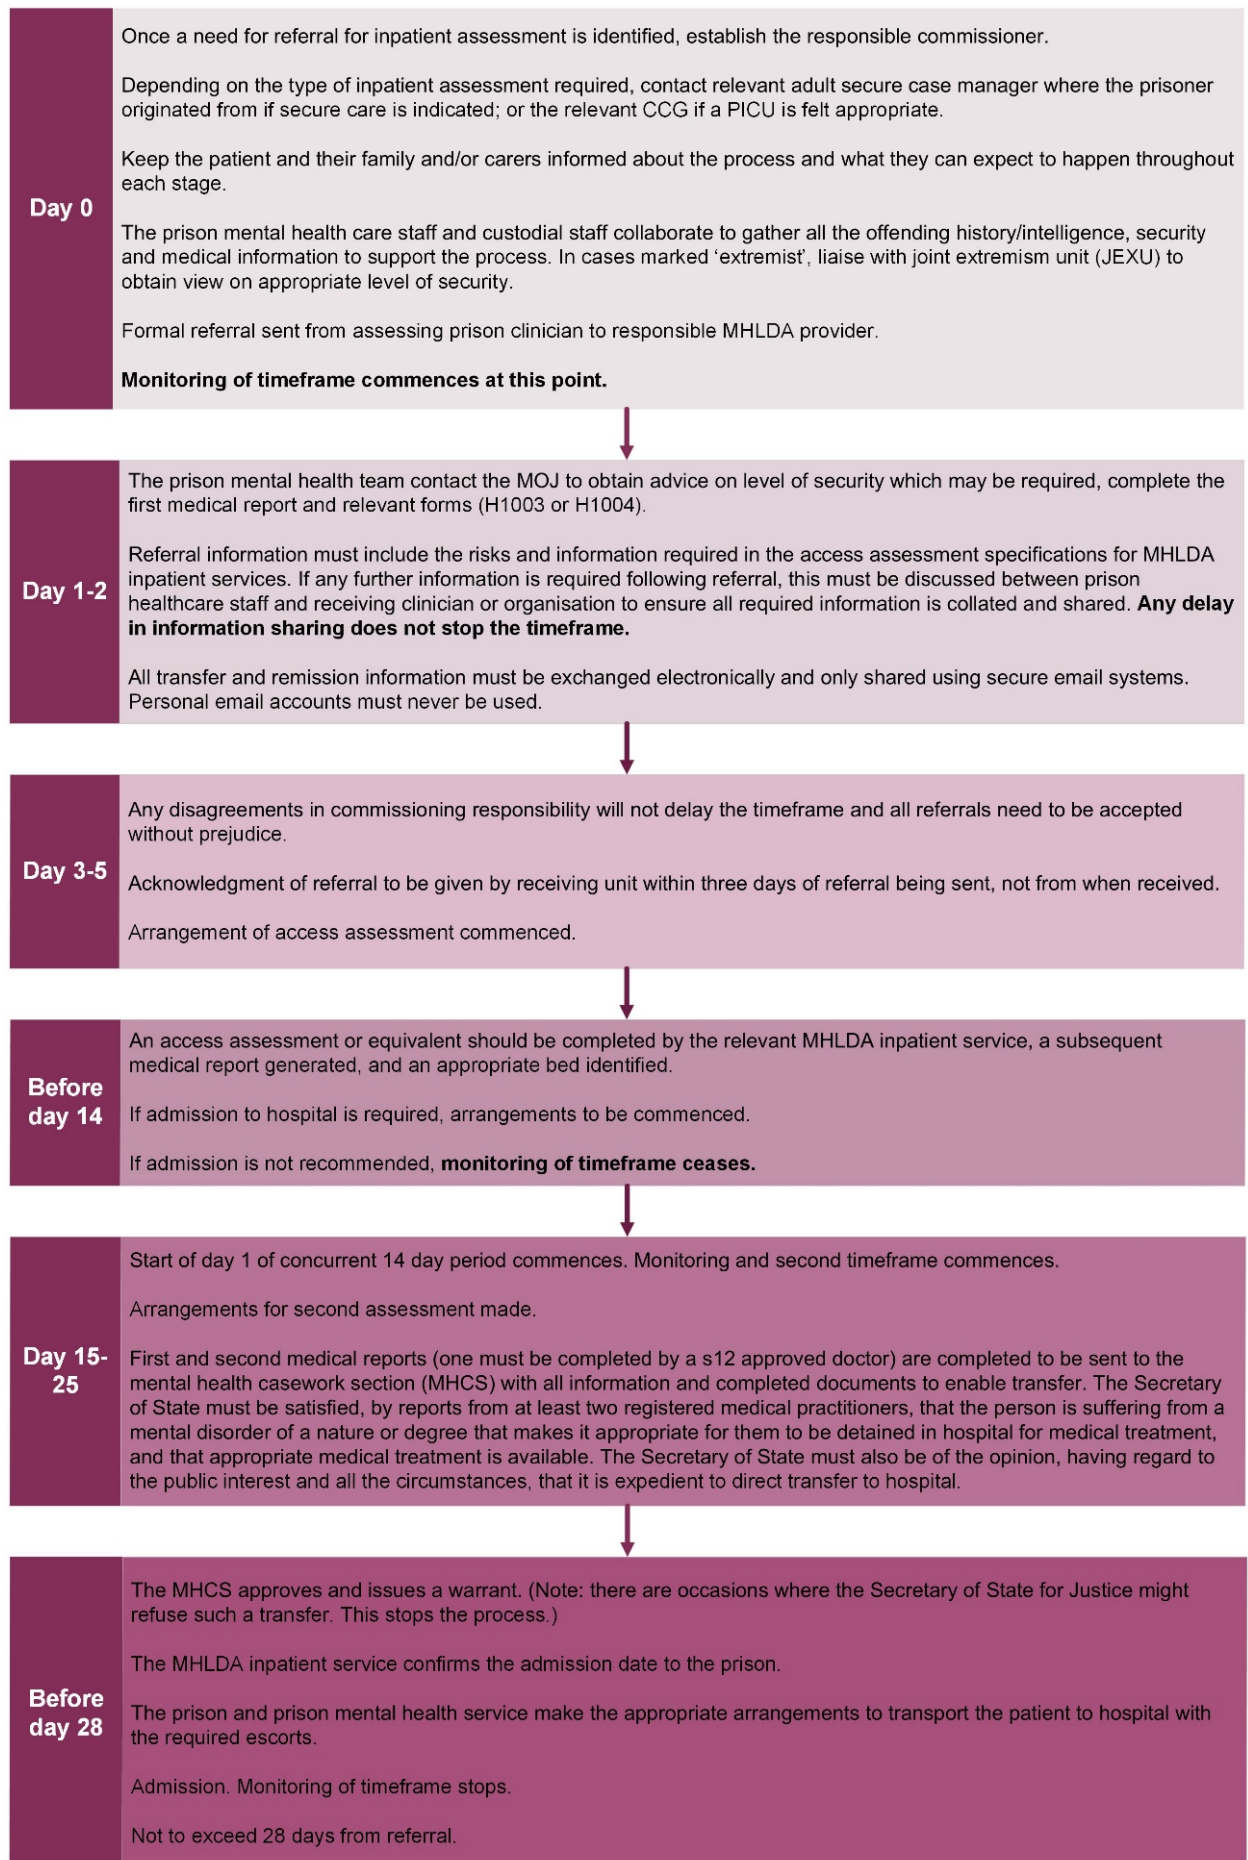 Day 0
Once a need for referral for inpatient assessment is identified, establish the responsible commissioner.
Depending on the type of inpatient assessment required, contact relevant adult secure case manager where the prisoner
originated from if secure care is indicated; or the relevant CCG if a PICU is felt appropriate.
Keep the patient and their family and/or carers informed about the process and what they can expect to happen throughout
each stage.
The prison mental health care staff and custodial staff collaborate to gather all the offending history/intelligence, security
and medical information to support the process. In cases marked ‘extremist’, liaise with joint extremism unit (JEXU) to
obtain view on appropriate level of security.
Formal referral sent from assessing prison clinician to responsible MHLDA provider.
Monitoring of timeframe commences at this point.
Day 1-2
The prison mental health team contact the MOJ to obtain advice on level of security which may be required, complete the
first medical report and relevant forms (H1003 or H1004).
Referral information must include the risks and information required in the access assessment specifications for MHLDA
inpatient services. If any further information is required following referral, this must be discussed between prison
healthcare staff and receiving clinician or organisation to ensure all required information is collated and shared. Any delay
in information sharing does not stop the timeframe.
All transfer and remission information must be exchanged electronically and only shared using secure email systems.
Personal email accounts must never be used.
Day 3-5
Any disagreements in commissioning responsibility will not delay the timeframe and all referrals need to be accepted
without prejudice.
Acknowledgment of referral to be given by receiving unit within three days of referral being sent, not from when received.
Arrangement of access assessment commenced.
Before
day 14
An access assessment or equivalent should be completed by the relevant MHLDA inpatient service, a subsequent
medical report generated, and an appropriate bed identified.
If admission to hospital is required, arrangements to be commenced.
If admission is not recommended, monitoring of timeframe ceases.
Day 15-
25
Start of day 1 of concurrent 14 day period commences. Monitoring and second timeframe commences.
Arrangements for second assessment made.
First and second medical reports (one must be completed by a s12 approved doctor) are completed to be sent to the
mental health casework section (MHCS) with all information and completed documents to enable transfer. The Secretary
of State must be satisfied, by reports from at least two registered medical practitioners, that the person is suffering from a
mental disorder of a nature or degree that makes it appropriate for them to be detained in hospital for medical treatment,
and that appropriate medical treatment is available. The Secretary of State must also be of the opinion, having regard to
the public interest and all the circumstances, that it is expedient to direct transfer to hospital.
Before
day 28
The MHCS approves and issues a warrant. (Note: there are occasions where the Secretary of State for Justice might
refuse such a transfer. This stops the process.)
The MHLDA inpatient service confirms the admission date to the prison.
The prison and prison mental health service make the appropriate arrangements to transport the patient to hospital with
the required escorts.
Admission. Monitoring of timeframe stops.
Not to exceed 28 days from referral.